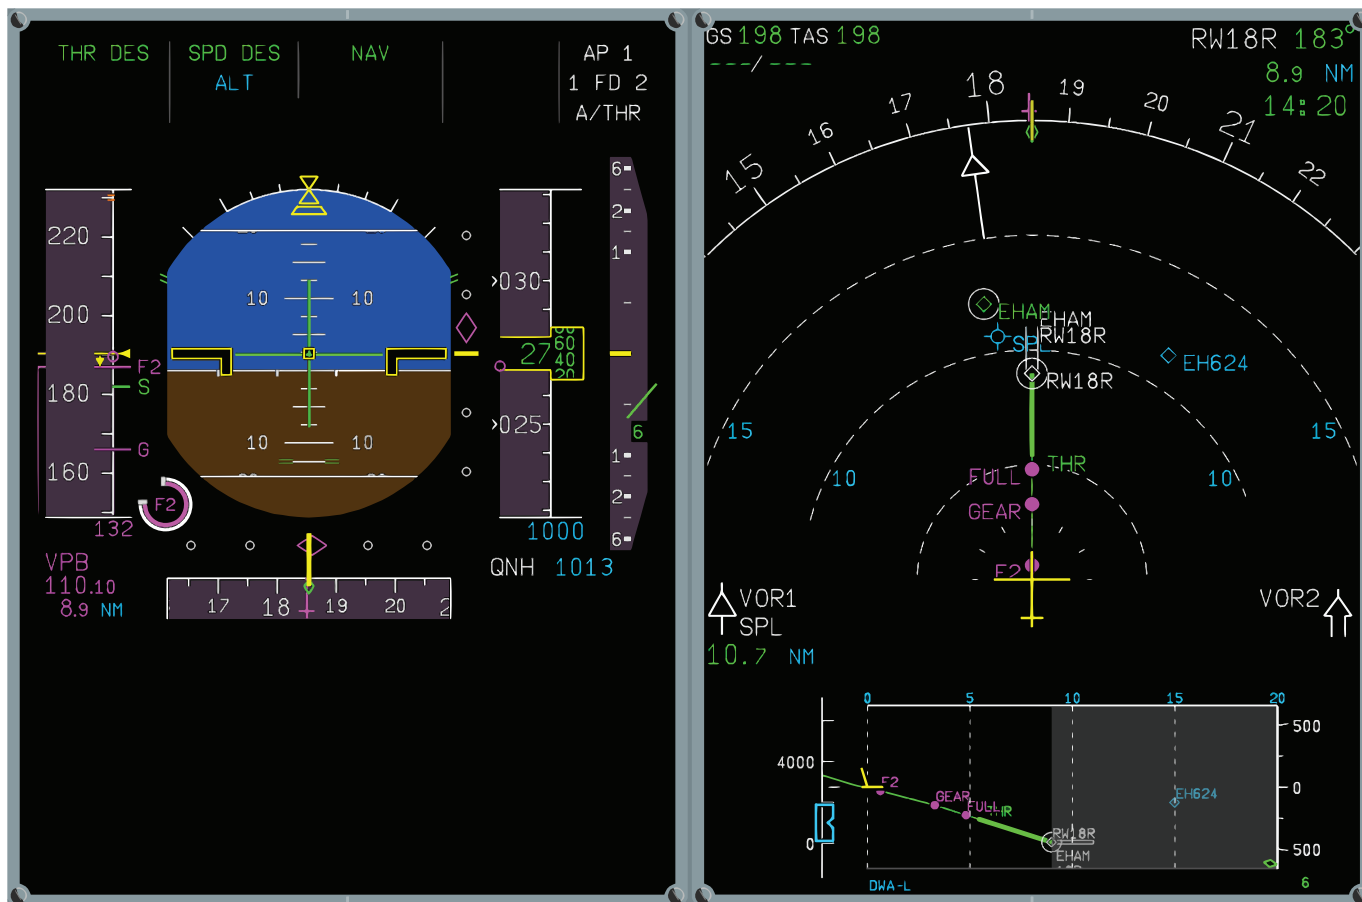 THR DES SPD DES NAV AP 1
ALT 1 FD 2
A/THR
220
200
180
160
F2
S
G
F2
132
10 10
10 10
030
27 60
40
20
025
1000
QNH 1013
6
2
1
6
1
2
6
VPB
110.10
8.9 NM
17 18 19 20 2
GS 198 TAS 198
---/---
RW18R 183°
8.9 NM
14:20
15 16 17 18 19 20 21 22
EHAM
EHAM
RW18R
SPL
EH624
RW18R
15 15
10 10
THR
FULL
GEAR
F2
VOR1 VOR2
SPL
10.7 NM
0 5 10 15 20
500
4000
0
F2
GEAR
FULL
EH624
RW18R
0
500
EHAM
DWA-L
6